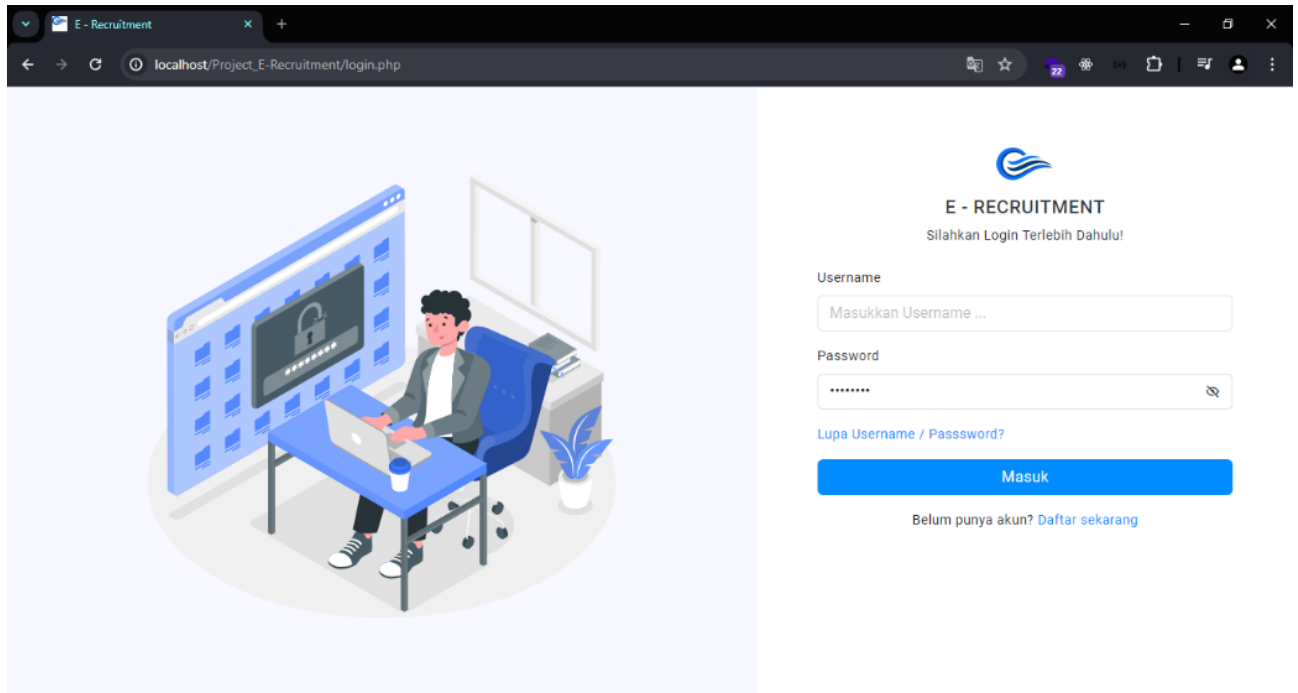 E - Recruitment
localhost/Project_E-Recruitment/login.php
22
E - RECRUITMENT
Silahkan Login Terlebih Dahulu!
Username
Masukkan Username ...
Password
••••••••
Lupa Username / Passsword?
Masuk
Belum punya akun? Daftar sekarang